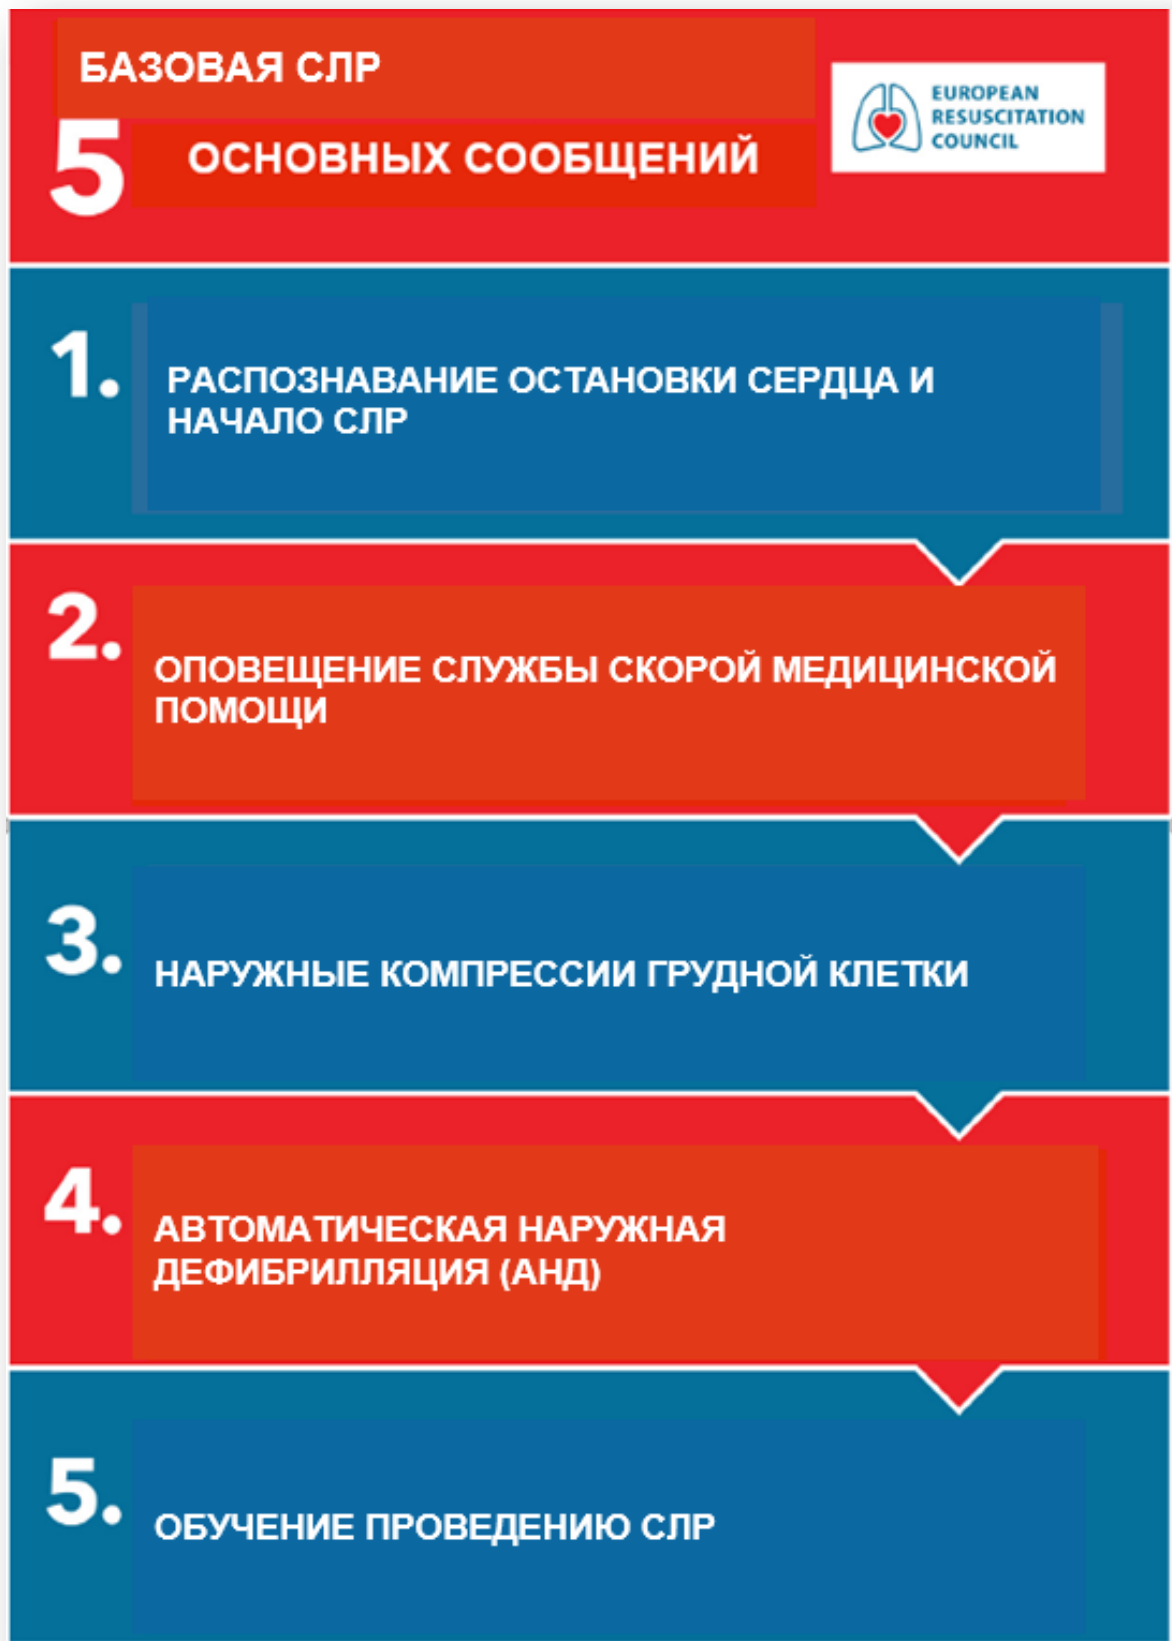 БАЗОВАЯ СЛР
5 ОСНОВНЫХ СООБЩЕНИЙ
EUROPEAN
RESUSCITATION
COUNCIL
1. РАСПОЗНАВАНИЕ ОСТАНОВКИ СЕРДЦА И
НАЧАЛО СЛР
2. ОПОВЕЩЕНИЕ СЛУЖБЫ СКОРОЙ МЕДИЦИНСКОЙ
ПОМОЩИ
3. НАРУЖНЫЕ КОМПРЕССИИ ГРУДНОЙ КЛЕТКИ
4. АВТОМАТИЧЕСКАЯ НАРУЖНАЯ
ДЕФИБРИЛЛЯЦИЯ (АНД)
5. ОБУЧЕНИЕ ПРОВЕДЕНИЮ СЛР